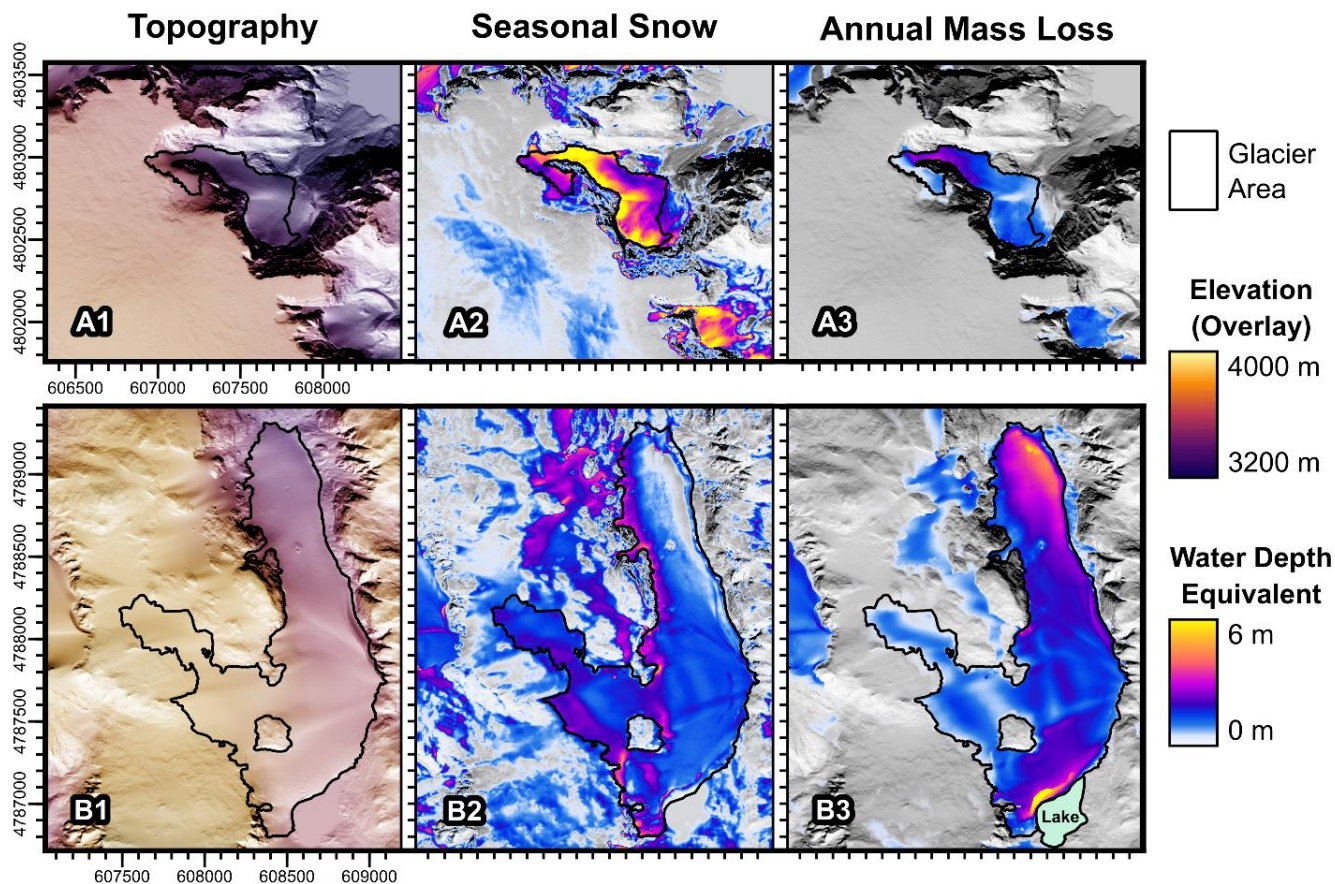 Topography
Seasonal Snow
Annual Mass Loss
4803500
4803000
4802500
4802000
A1
A2
A3
606500
607000
607500
608000
Glacier
Area
Elevation
(Overlay)
4000 m
3200 m
Water Depth
Equivalent
6 m
0 m
4789000
4788500
4788000
4787500
4787000
B1
B2
B3
Lake
607500
608000
608500
609000